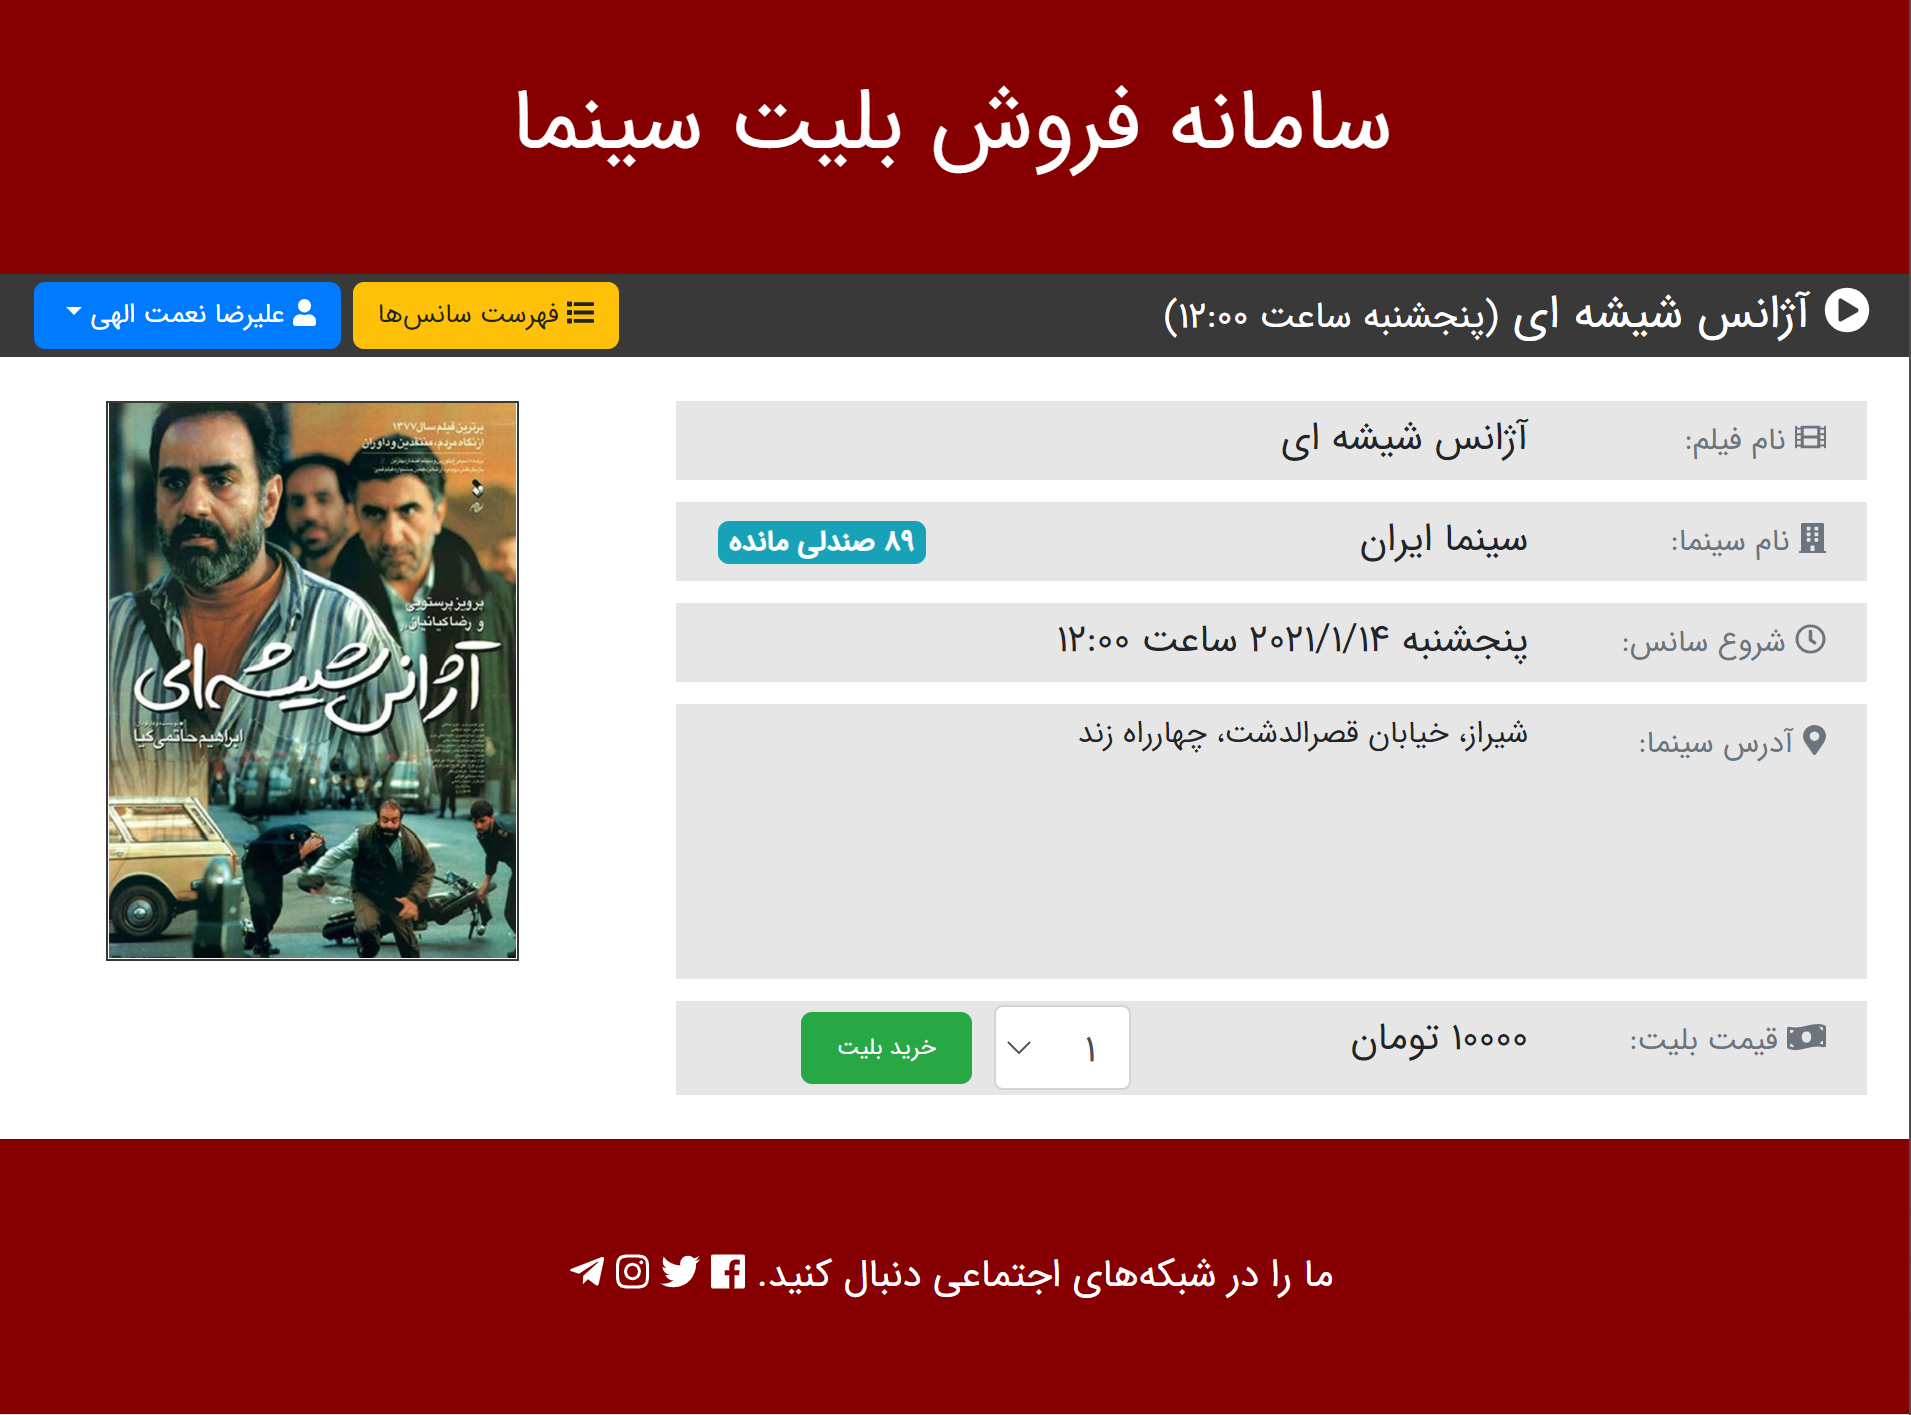 سامانه فروش بلیت سینما
آژانس شیشه ای (پنجشنبه ساعت ۱۲:۰۰)
فهرست سانس‌ها
علیرضا نعمت الهی
نام فیلم:
آژانس شیشه ای
نام سینما:
سینما ایران
۸۹ صندلی مانده
شروع سانس:
پنجشنبه ۲۰۲۱/۱/۱۴ ساعت ۱۲:۰۰
آدرس سینما:
شیراز، خیابان قصرالدشت، چهارراه زند
قیمت بلیت:
۱۰۰۰۰ تومان
۱
خرید بلیت
برترین فیلم سال ۱۳۷۷
از نگاه مردم، منتقدین و داوران
پرویز پرستویی
و رضا کیانیان در
آژانس شیشه‌ای
ابراهیم حاتمی کیا
ما را در شبکه‌های اجتماعی دنبال کنید.